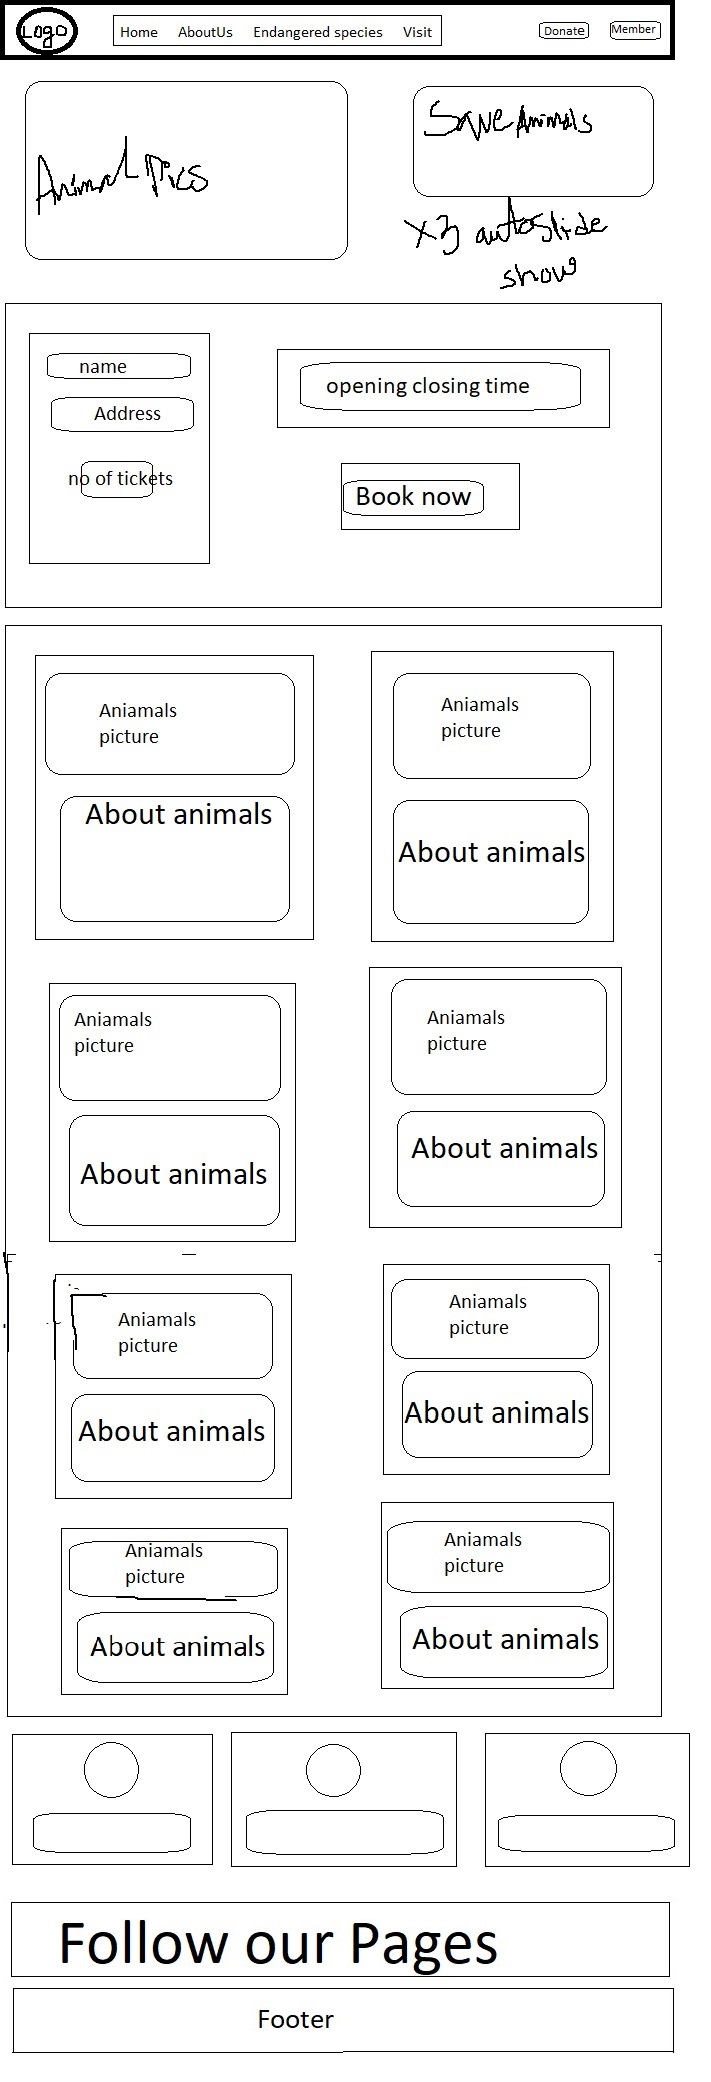 Logo
Home AboutUs Endangered species Visit
Donate Member
Animal Pics
Save Animals
x3 autoslide
show
name
Address
no of tickets
opening closing time
Book now
Aniamals
picture
About animals
Aniamals
picture
About animals
Aniamals
picture
About animals
Aniamals
picture
About animals
Aniamals
picture
About animals
Aniamals
picture
About animals
Aniamals
picture
About animals
Aniamals
picture
About animals
Follow our Pages
Footer